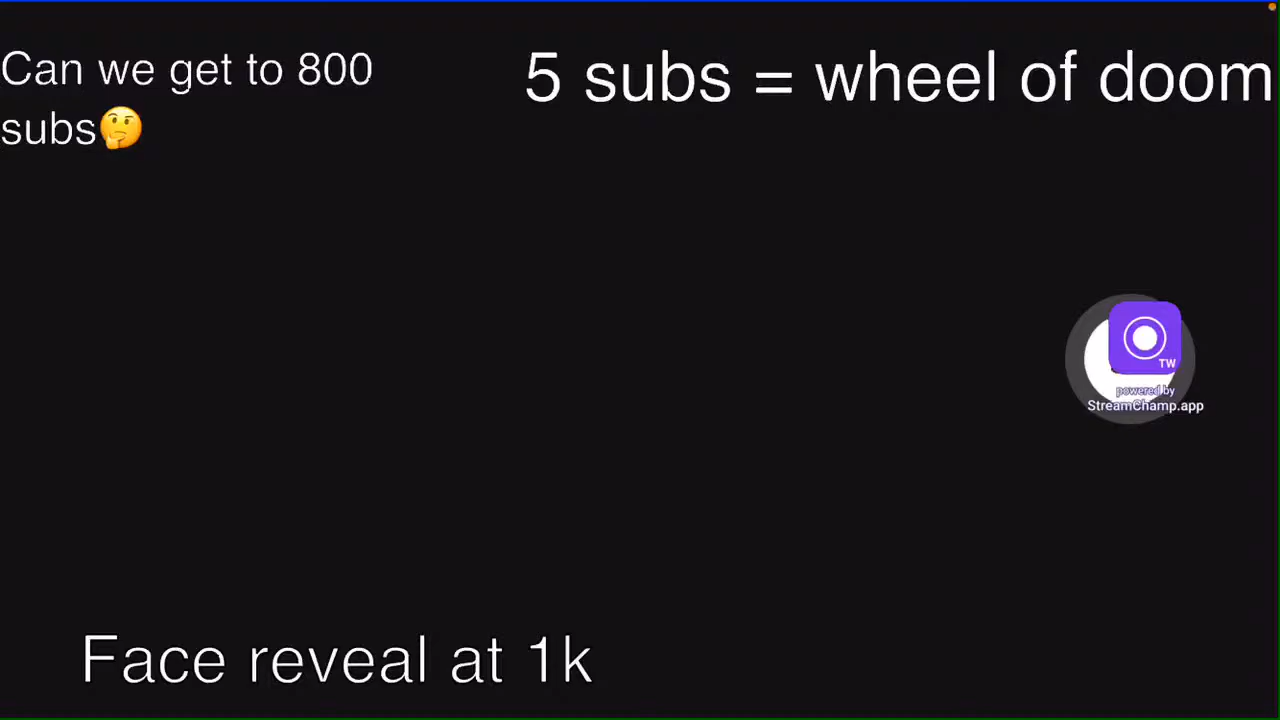 Can we get to 800
subs🤔
5 subs = wheel of doom
TW
powered by
StreamChamp.app
Face reveal at 1k